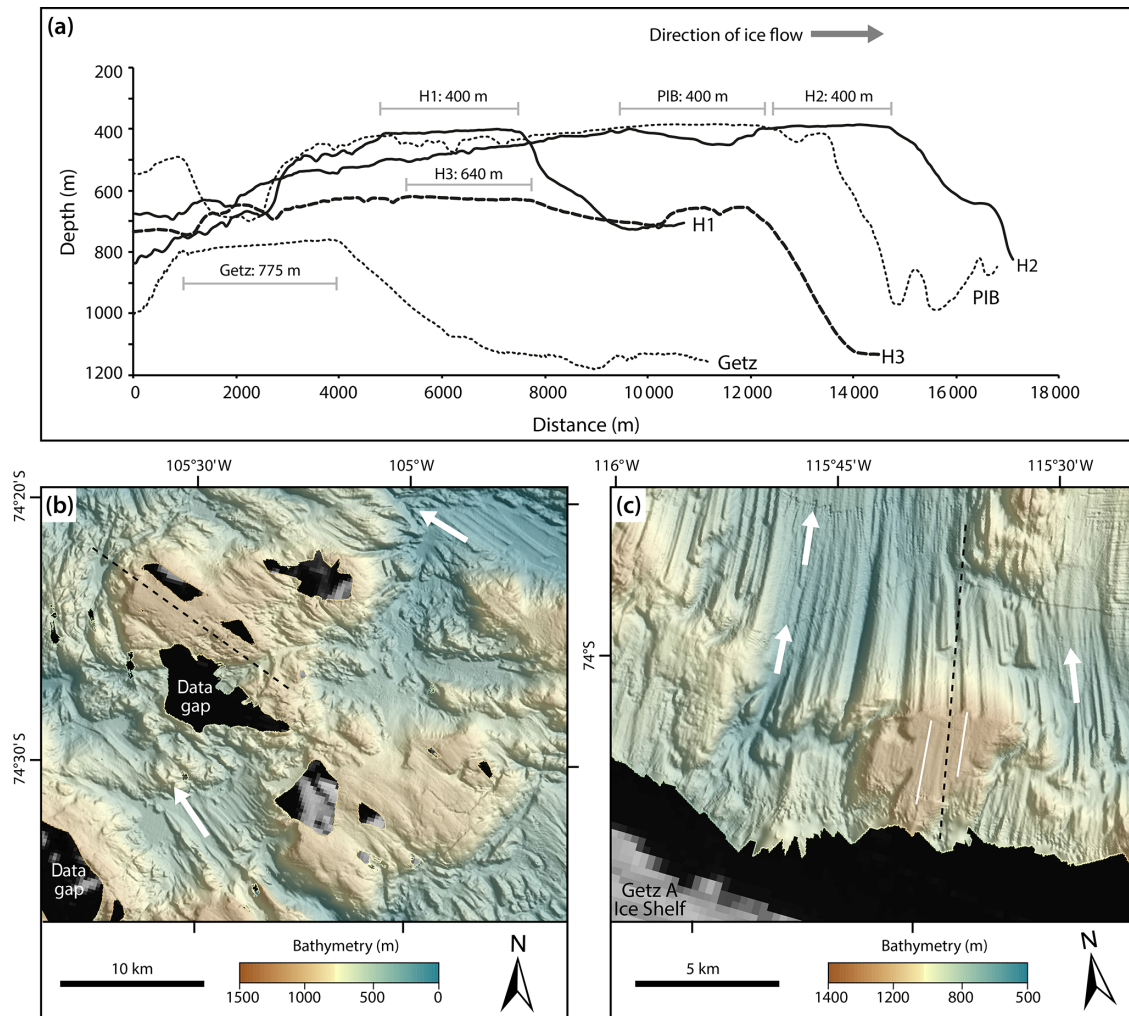 (a)
Direction of ice flow
200
400
600
800
1000
1200
Depth (m)
H1: 400 m
PIB: 400 m
H2: 400 m
H3: 640 m
H1
H2
PIB
Getz: 775 m
H3
Getz
0
2000
4000
6000
8000
10 000
12 000
14 000
16 000
18 000
Distance (m)
105°30' W
105°W
74°20' S
74°30' S
(b)
Data
gap
Data
gap
10 km
Bathymetry (m)
1500
1000
500
0
N
116°W
115°45' W
115°30' W
74°S
(c)
Getz A
Ice Shelf
5 km
Bathymetry (m)
1400
1200
800
500
N